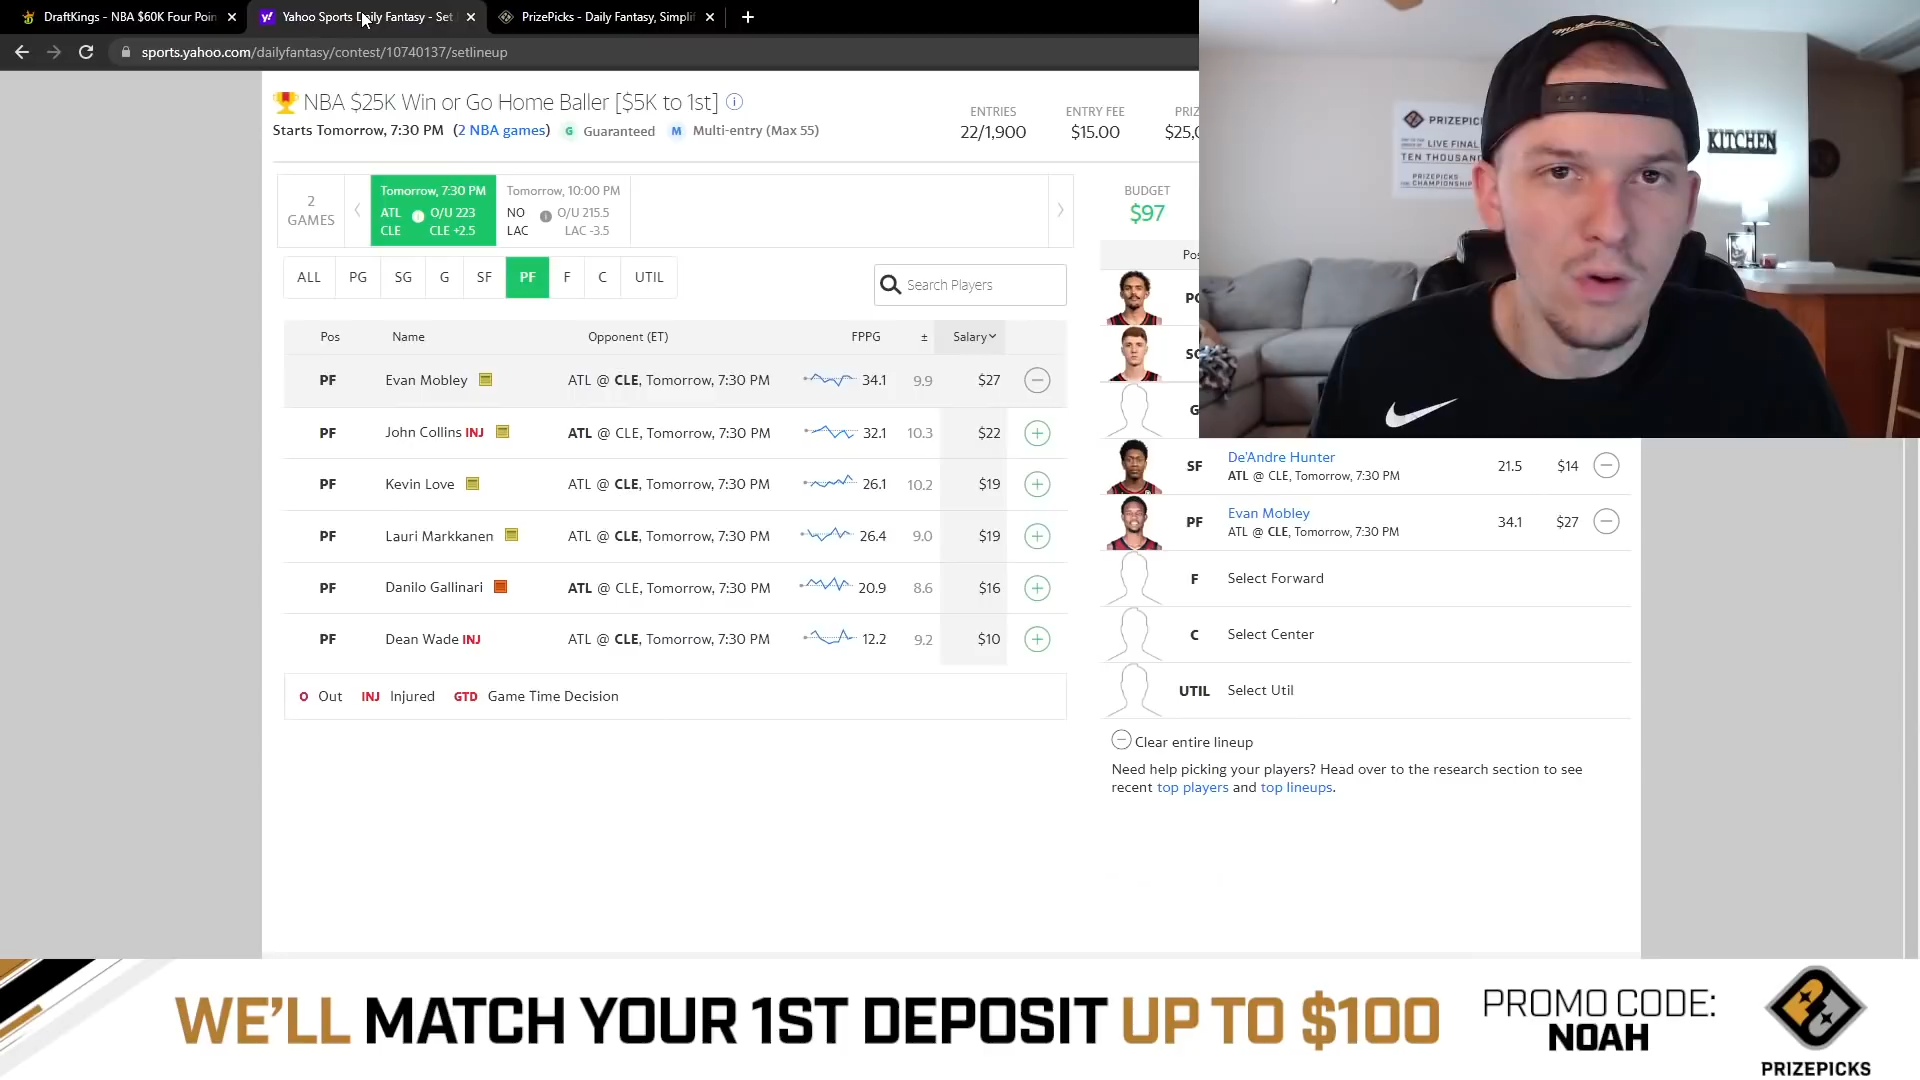 DraftKings - NBA $60K Four Poin
Yahoo Sports Daily Fantasy - Set
PrizePicks - Daily Fantasy, Simplif
sports.yahoo.com/dailyfantasy/contest/10740137/setlineup
NBA $25K Win or Go Home Baller [$5K to 1st]
Starts Tomorrow, 7:30 PM (2 NBA games) G Guaranteed M Multi-entry (Max 55)
ENTRIES
22/1,900
ENTRY FEE
$15.00
2
GAMES
Tomorrow, 7:30 PM
ATL O/U 223
CLE CLE +2.5
Tomorrow, 10:00 PM
NO O/U 215.5
LAC LAC -3.5
BUDGET
$97
ALL PG SG G SF PF F C UTIL
Search Players
Pos Name Opponent (ET) FPPG ± Salary
PF Evan Mobley ATL @ CLE, Tomorrow, 7:30 PM 34.1 9.9 $27
PF John Collins INJ ATL @ CLE, Tomorrow, 7:30 PM 32.1 10.3 $22
PF Kevin Love ATL @ CLE, Tomorrow, 7:30 PM 26.1 10.2 $19
PF Lauri Markkanen ATL @ CLE, Tomorrow, 7:30 PM 26.4 9.0 $19
PF Danilo Gallinari ATL @ CLE, Tomorrow, 7:30 PM 20.9 8.6 $16
PF Dean Wade INJ ATL @ CLE, Tomorrow, 7:30 PM 12.2 9.2 $10
O Out INJ Injured GTD Game Time Decision
G
SF De'Andre Hunter 21.5 $14
ATL @ CLE, Tomorrow, 7:30 PM
PF Evan Mobley 34.1 $27
ATL @ CLE, Tomorrow, 7:30 PM
F Select Forward
C Select Center
UTIL Select Util
Clear entire lineup
Need help picking your players? Head over to the research section to see
recent top players and top lineups.
LIVE FINAL
TEN THOUSAN
KITCHEN
WE'LL MATCH YOUR 1ST DEPOSIT UP TO $100
PROMO CODE:
NOAH
PRIZEPICKS